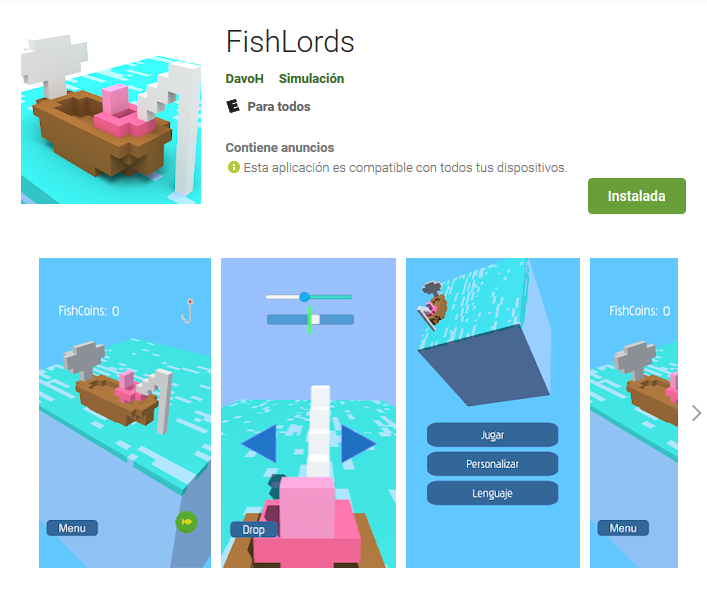 FishLords
DavoH Simulación
E Para todos
Contiene anuncios
Esta aplicación es compatible con todos tus dispositivos.
Instalada
FishCoins: 0
Menu
Drop
Jugar
Personalizar
Lenguaje
FishCoins: 0
Menu